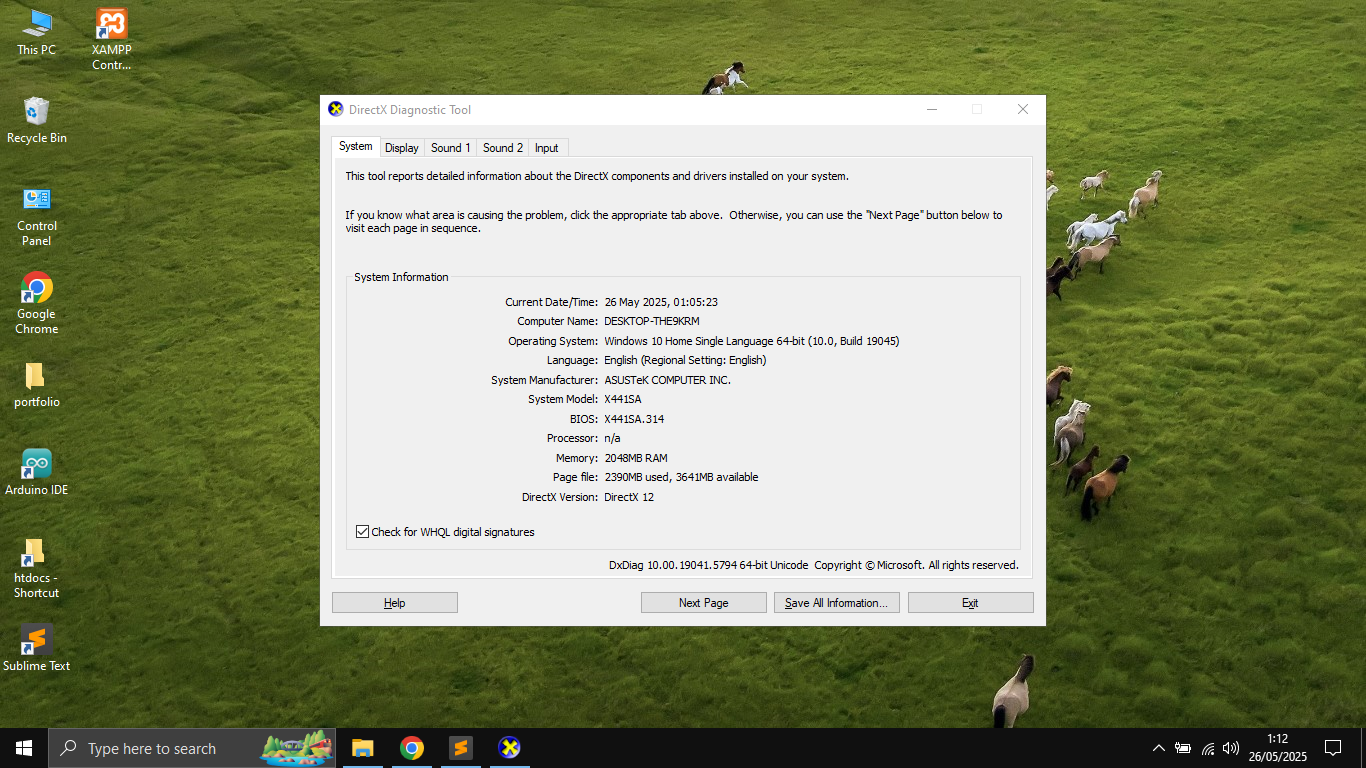 This PC
XAMPP
Contr...
Recycle Bin
Control
Panel
Google
Chrome
portfolio
Arduino IDE
htdocs -
Shortcut
Sublime Text
DirectX Diagnostic Tool
System Display Sound 1 Sound 2 Input
This tool reports detailed information about the DirectX components and drivers installed on your system.
If you know what area is causing the problem, click the appropriate tab above.  Otherwise, you can use the "Next Page" button below to
visit each page in sequence.
System Information
Current Date/Time: 26 May 2025, 01:05:23
Computer Name: DESKTOP-THE9KRM
Operating System: Windows 10 Home Single Language 64-bit (10.0, Build 19045)
Language: English (Regional Setting: English)
System Manufacturer: ASUSTeK COMPUTER INC.
System Model: X441SA
BIOS: X441SA.314
Processor: n/a
Memory: 2048MB RAM
Page file: 2390MB used, 3641MB available
DirectX Version: DirectX 12
Check for WHQL digital signatures
DxDiag 10.00.19041.5794 64-bit Unicode  Copyright © Microsoft. All rights reserved.
Help Next Page Save All Information... Exit
Type here to search
1:12
26/05/2025